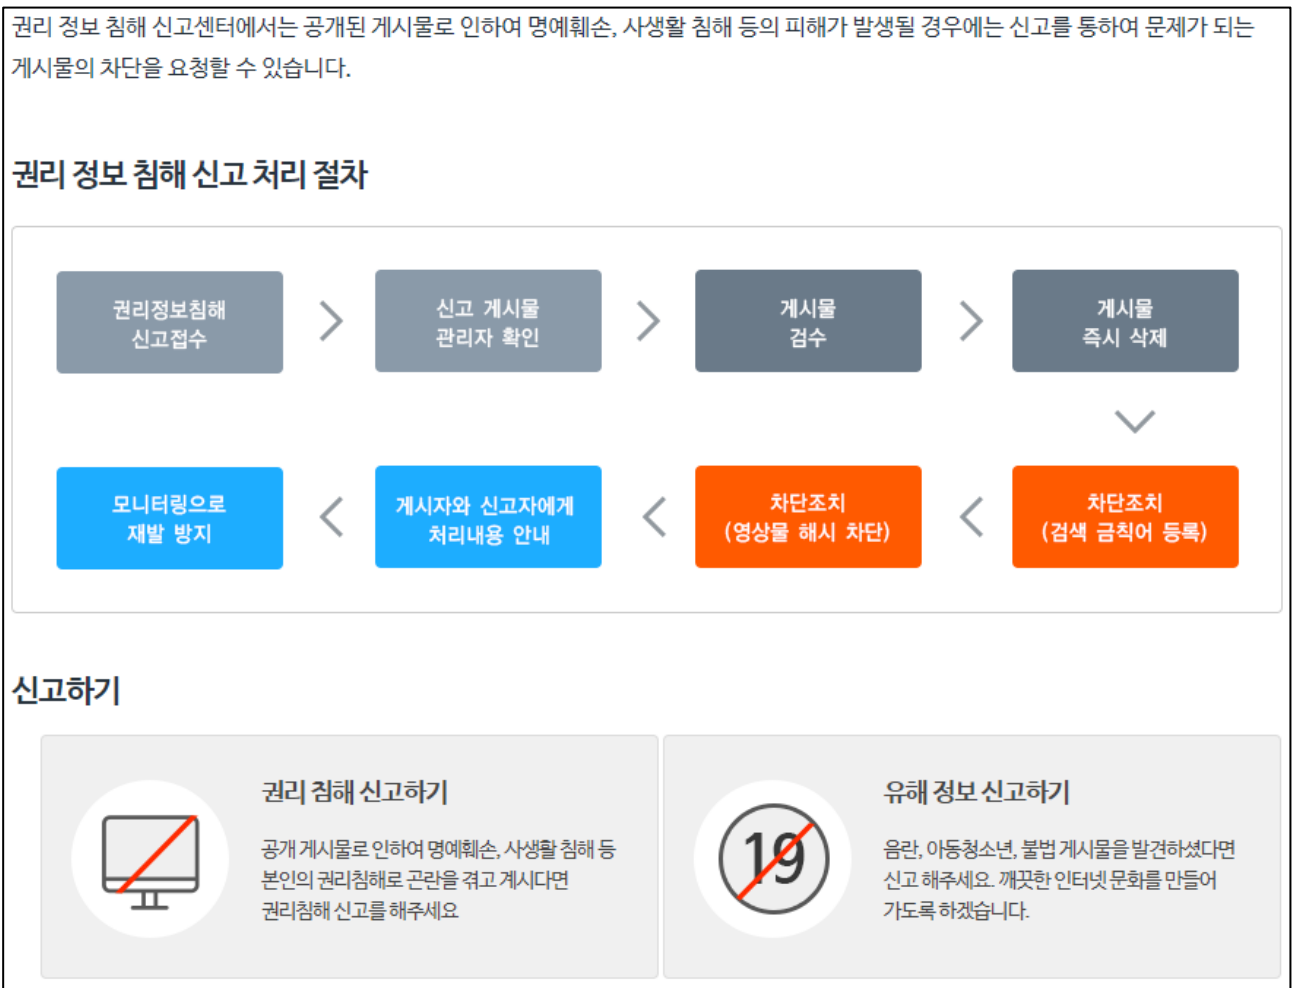 권리 정보 침해 신고센터에서는 공개된 게시물로 인하여 명예훼손, 사생활 침해 등의 피해가 발생될 경우에는 신고를 통하여 문제가 되는
게시물의 차단을 요청할 수 있습니다.
권리 정보 침해 신고 처리 절차
권리정보침해
신고접수
신고 게시물
관리자 확인
게시물
검수
게시물
즉시 삭제
차단조치
(검색 금칙어 등록)
차단조치
(영상물 해시 차단)
게시자와 신고자에게
처리내용 안내
모니터링으로
재발 방지
신고하기
권리 침해 신고하기
공개 게시물로 인하여 명예훼손, 사생활 침해 등
본인의 권리침해로 곤란을 겪고 계시다면
권리침해 신고를 해주세요
19
유해 정보 신고하기
음란, 아동청소년, 불법 게시물을 발견하셨다면
신고 해주세요. 깨끗한 인터넷 문화를 만들어
가도록 하겠습니다.